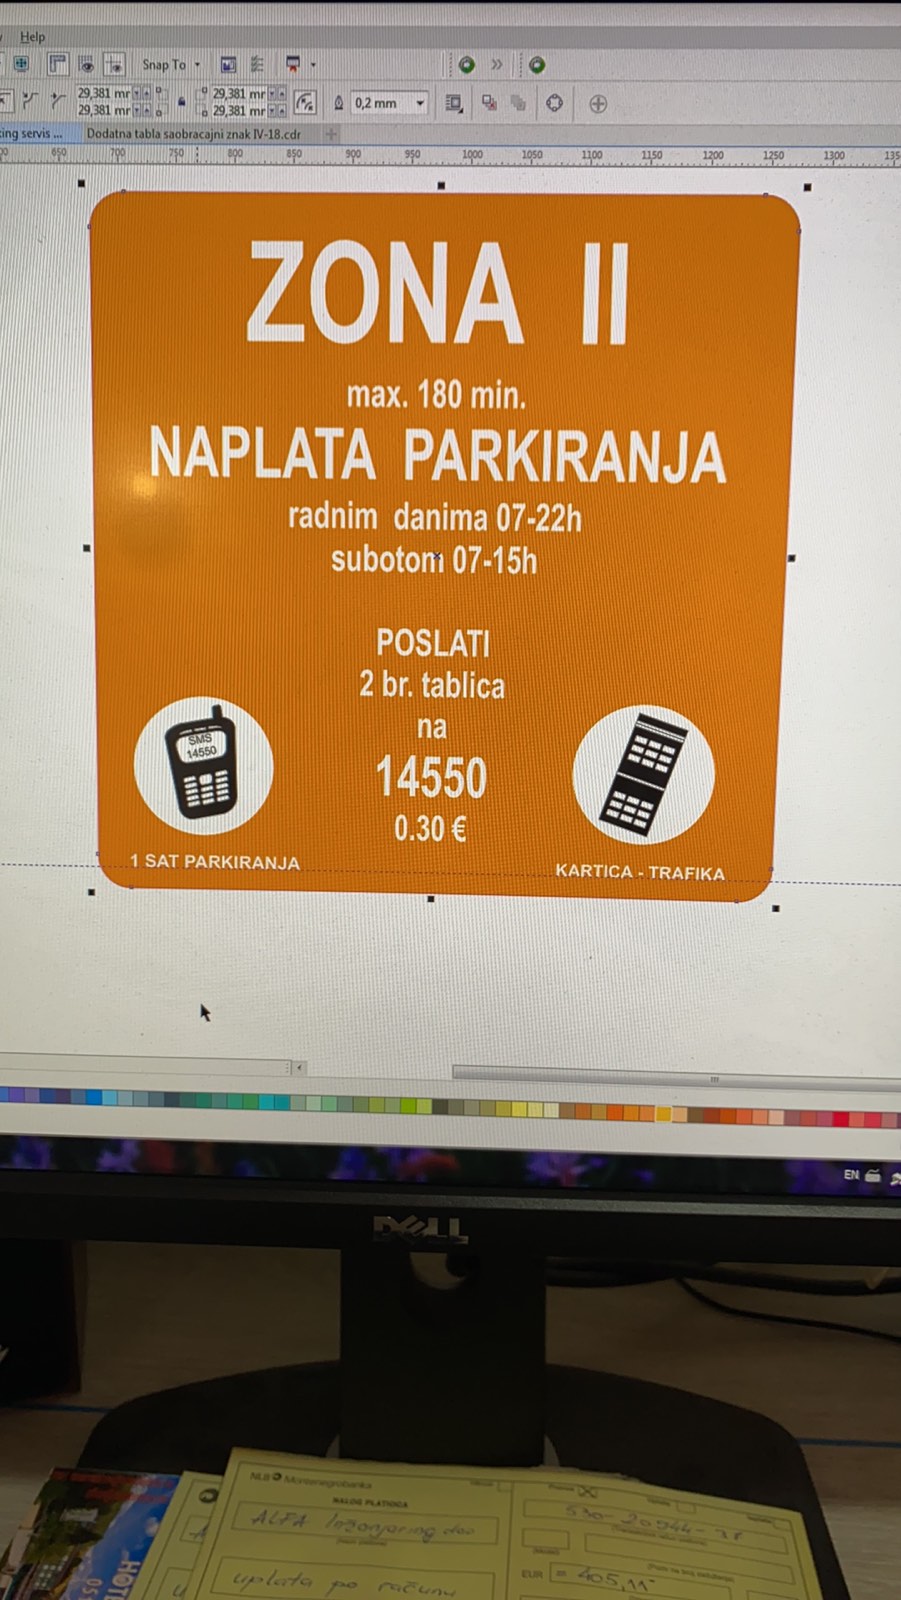 Help
Snap To
29,381 mr
29,381 mr
29,381 mr
29,381 mr
0,2 mm
ing servis ...
Dodatna tabla saobracajni znak IV-18.cdr
650 700 750 800 850 900 950 1000 1050 1100 1150 1200 1250 1300 135
ZONA II
max. 180 min.
NAPLATA PARKIRANJA
radnim danima 07-22h
subotom 07-15h
POSLATI
2 br. tablica
na
14550
0.30 €
SMS
14550
1 SAT PARKIRANJA
KARTICA - TRAFIKA
EN
DELL
NLB Montenegrobanka
NALOG PLATIOCA
ALFA Inženjering doo
530-20944-
uplata po računu
EUR = 405,11
HOT